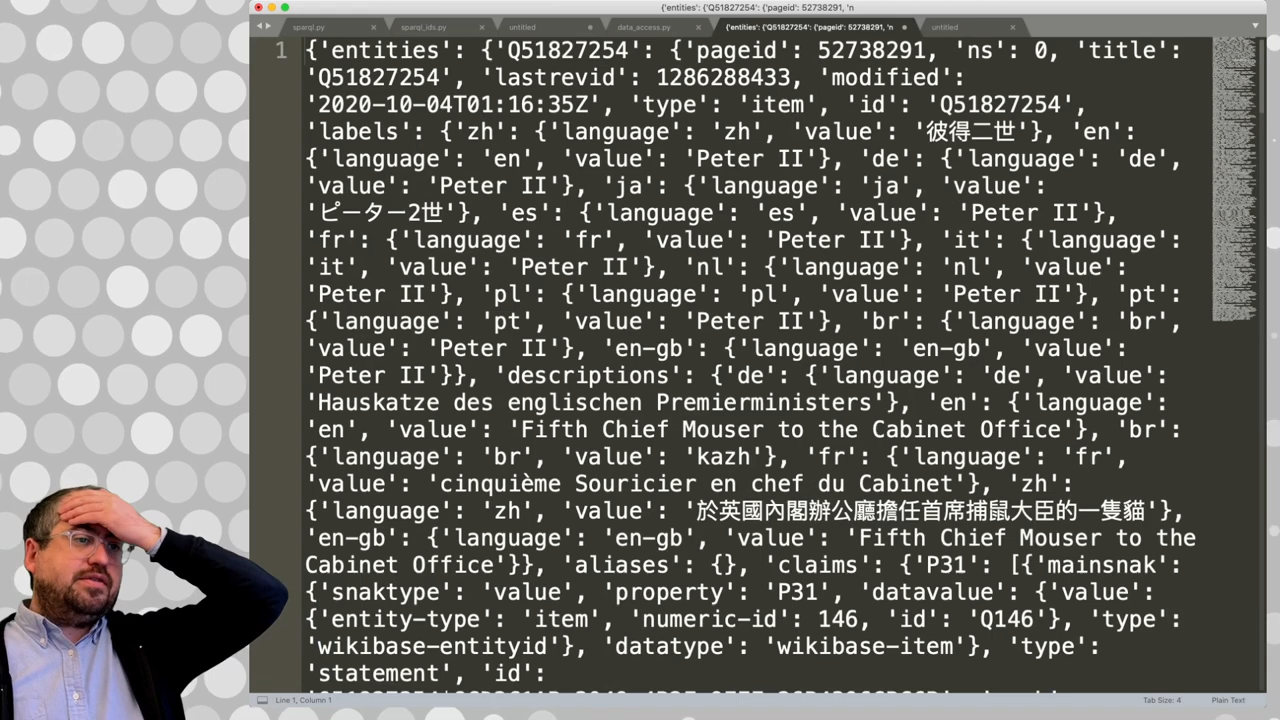 {'entities': {'Q51827254': {'pageid': 52738291, 'n
sparql.py
sparql_ids.py
untitled
data_access.py
{'entities': {'Q51827254': {'pageid': 52738291, 'n
untitled
1
{'entities': {'Q51827254': {'pageid': 52738291, 'ns': 0, 'title':
'Q51827254', 'lastrevid': 1286288433, 'modified':
'2020-10-04T01:16:35Z', 'type': 'item', 'id': 'Q51827254',
'labels': {'zh': {'language': 'zh', 'value': '彼得二世'}, 'en':
{'language': 'en', 'value': 'Peter II'}, 'de': {'language': 'de',
'value': 'Peter II'}, 'ja': {'language': 'ja', 'value':
'ピーター2世'}, 'es': {'language': 'es', 'value': 'Peter II'},
'fr': {'language': 'fr', 'value': 'Peter II'}, 'it': {'language':
'it', 'value': 'Peter II'}, 'nl': {'language': 'nl', 'value':
'Peter II'}, 'pl': {'language': 'pl', 'value': 'Peter II'}, 'pt':
{'language': 'pt', 'value': 'Peter II'}, 'br': {'language': 'br',
'value': 'Peter II'}, 'en-gb': {'language': 'en-gb', 'value':
'Peter II'}}, 'descriptions': {'de': {'language': 'de', 'value':
'Hauskatze des englischen Premierministers'}, 'en': {'language':
'en', 'value': 'Fifth Chief Mouser to the Cabinet Office'}, 'br':
{'language': 'br', 'value': 'kazh'}, 'fr': {'language': 'fr',
'value': 'cinquième Souricier en chef du Cabinet'}, 'zh':
{'language': 'zh', 'value': '於英國內閣辦公廳擔任首席捕鼠大臣的一隻貓'},
'en-gb': {'language': 'en-gb', 'value': 'Fifth Chief Mouser to the
Cabinet Office'}}, 'aliases': {}, 'claims': {'P31': [{'mainsnak':
{'snaktype': 'value', 'property': 'P31', 'datavalue': {'value':
{'entity-type': 'item', 'numeric-id': 146, 'id': 'Q146'}, 'type':
'wikibase-entityid'}, 'datatype': 'wikibase-item'}, 'type':
'statement', 'id':
Line 1, Column 1
Tab Size: 4
Plain Text